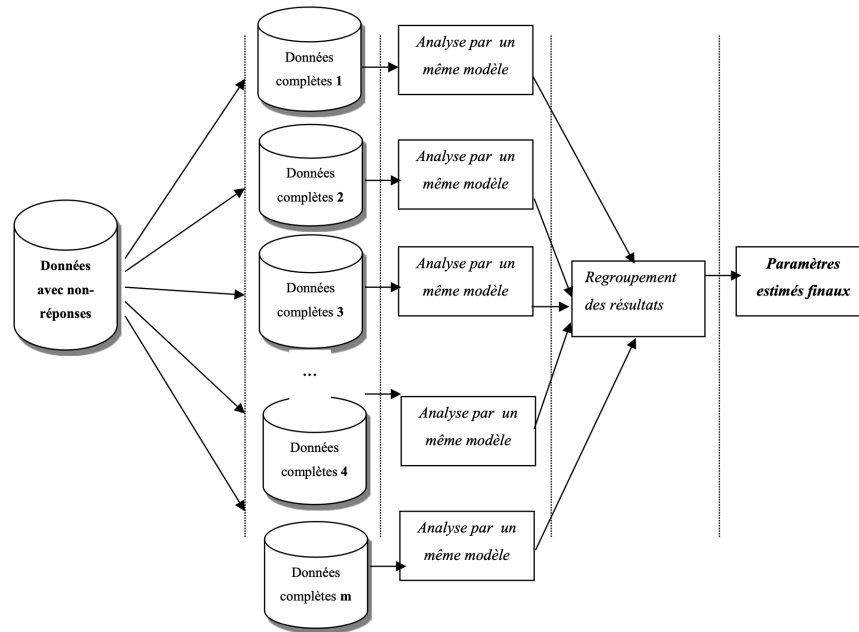 Données
complètes 1
Analyse par un
même modèle
Données
complètes 2
Analyse par un
même modèle
Données
avec non-
réponses
Données
complètes 3
Analyse par un
même modèle
Regroupement
des résultats
Paramètres
estimés finaux
...
Données
complètes 4
Analyse par un
même modèle
Données
complètes m
Analyse par un
même modèle